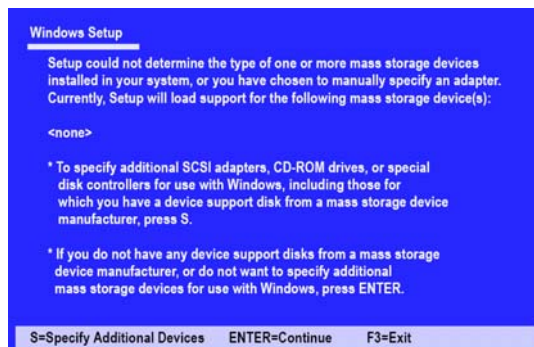 Windows Setup
Setup could not determine the type of one or more mass storage devices
installed in your system, or you have chosen to manually specify an adapter.
Currently, Setup will load support for the following mass storage device(s):
<none>
* To specify additional SCSI adapters, CD-ROM drives, or special
disk controllers for use with Windows, including those for
which you have a device support disk from a mass storage device
manufacturer, press S.
* If you do not have any device support disks from a mass storage
device manufacturer, or do not want to specify additional
mass storage devices for use with Windows, press ENTER.
S=Specify Additional Devices ENTER=Continue F3=Exit